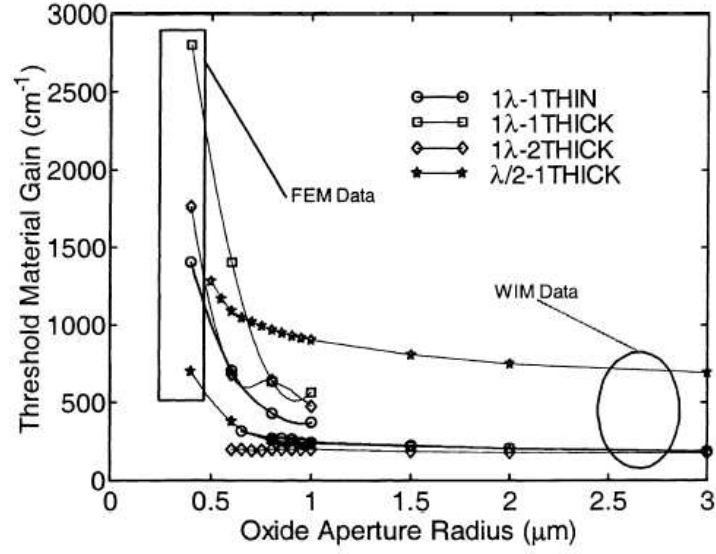 3000
2500
2000
1500
1000
500
0
Threshold Material Gain (cm⁻¹)
1λ-1THIN
1λ-1THICK
1λ-2THICK
λ/2-1THICK
FEM Data
WIM Data
0 0.5 1 1.5 2 2.5 3
Oxide Aperture Radius (μm)